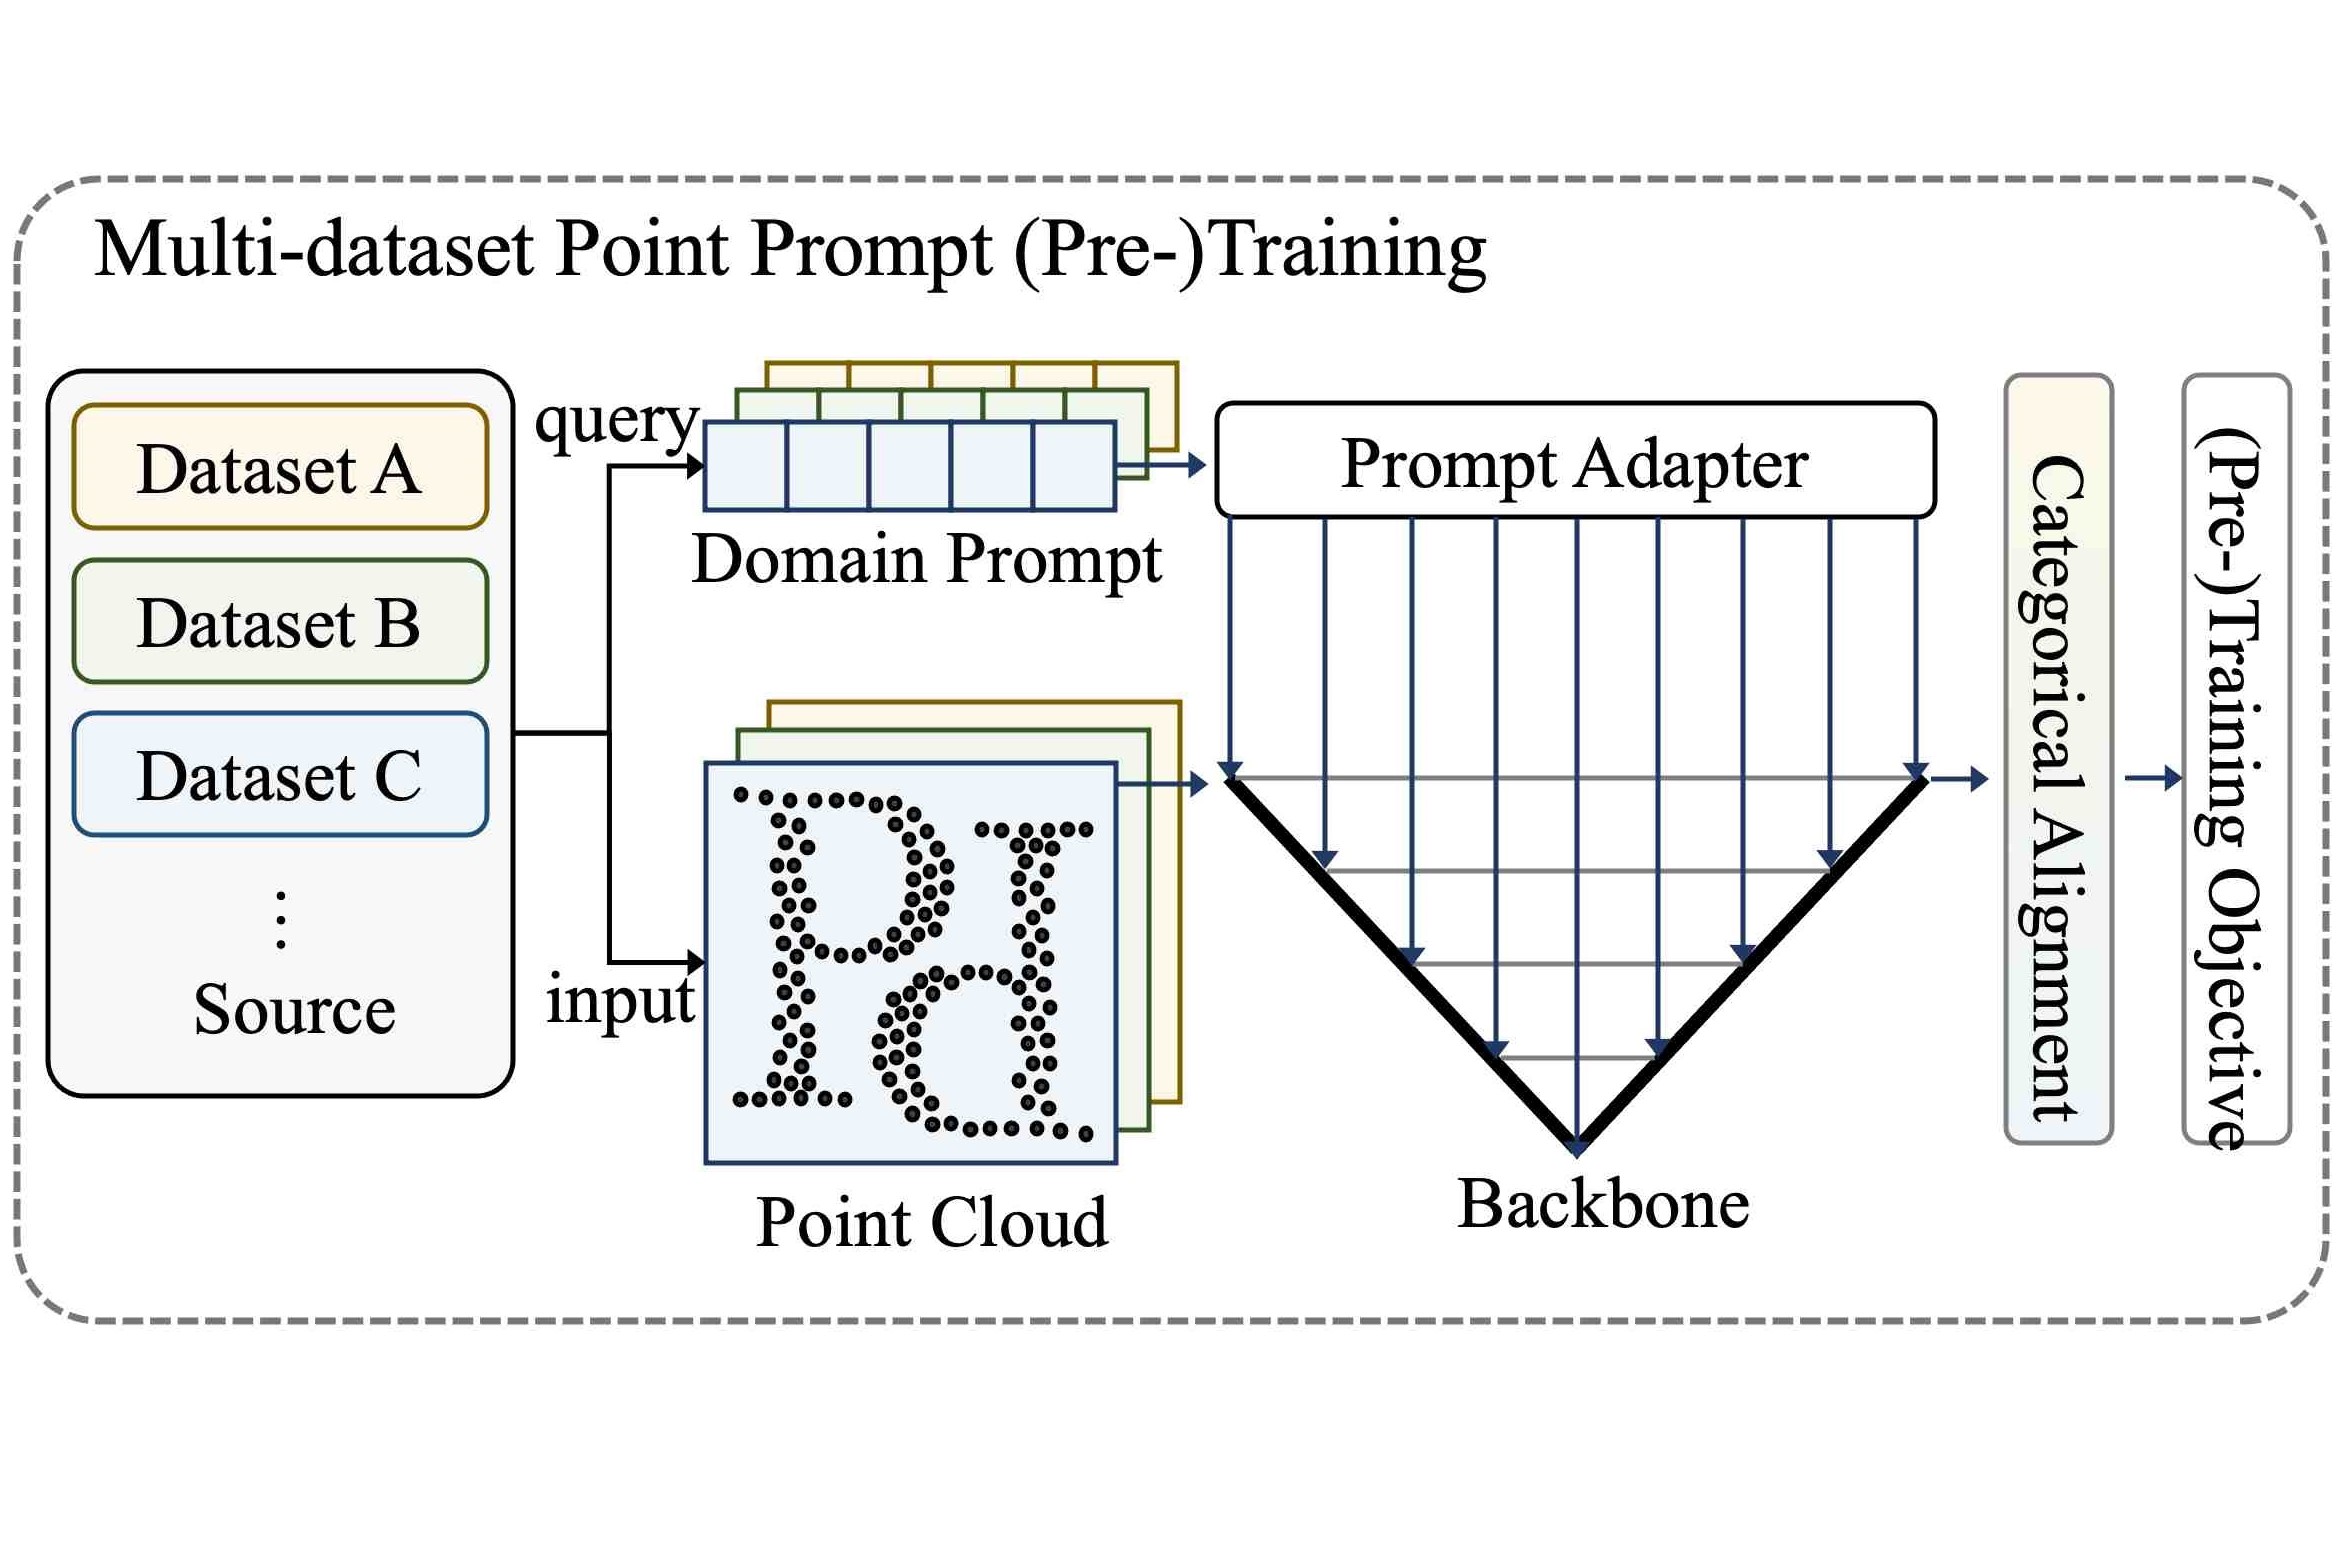 Multi-dataset Point Prompt (Pre-)Training
Dataset A
Dataset B
Dataset C
Source
query
input
Domain Prompt
Point Cloud
Prompt Adapter
Backbone
Categorical Alignment
(Pre-)Training Objective